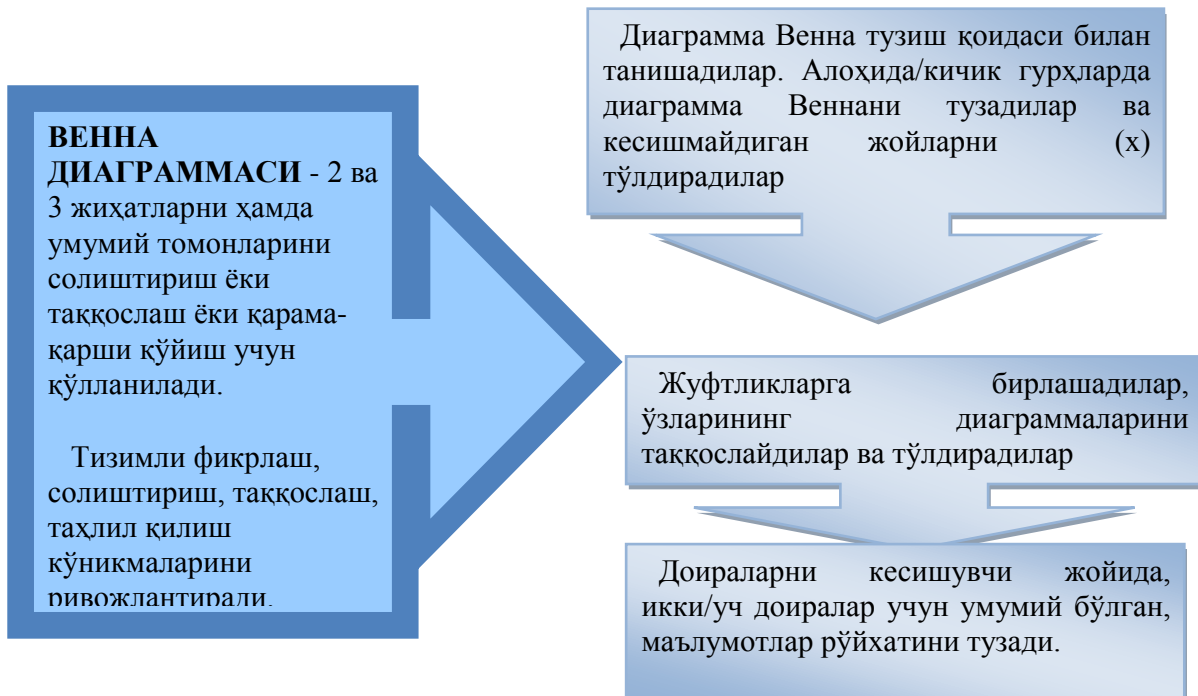 ВЕННА
ДИАГРАММАСИ - 2 ва
3 жиҳатларни ҳамда
умумий томонларини
солиштириш ёки
таққослаш ёки қарама-
қарши қўйиш учун
қўлланилади.
Тизимли фикрлаш,
солиштириш, таққослаш,
таҳлил қилиш
кўникмаларини
ривожлантиради.
Диаграмма Венна тузиш қоидаси билан
танишадилар. Алоҳида/кичик гурҳларда
диаграмма Веннани тузадилар ва
кесишмайдиган жойларни (х)
тўлдирадилар
Жуфтликларга бирлашадилар,
ўзларининг диаграммаларини
таққослайдилар ва тўлдирадилар
Доираларни кесишувчи жойида,
икки/уч доиралар учун умумий бўлган,
маълумотлар рўйхатини тузади.